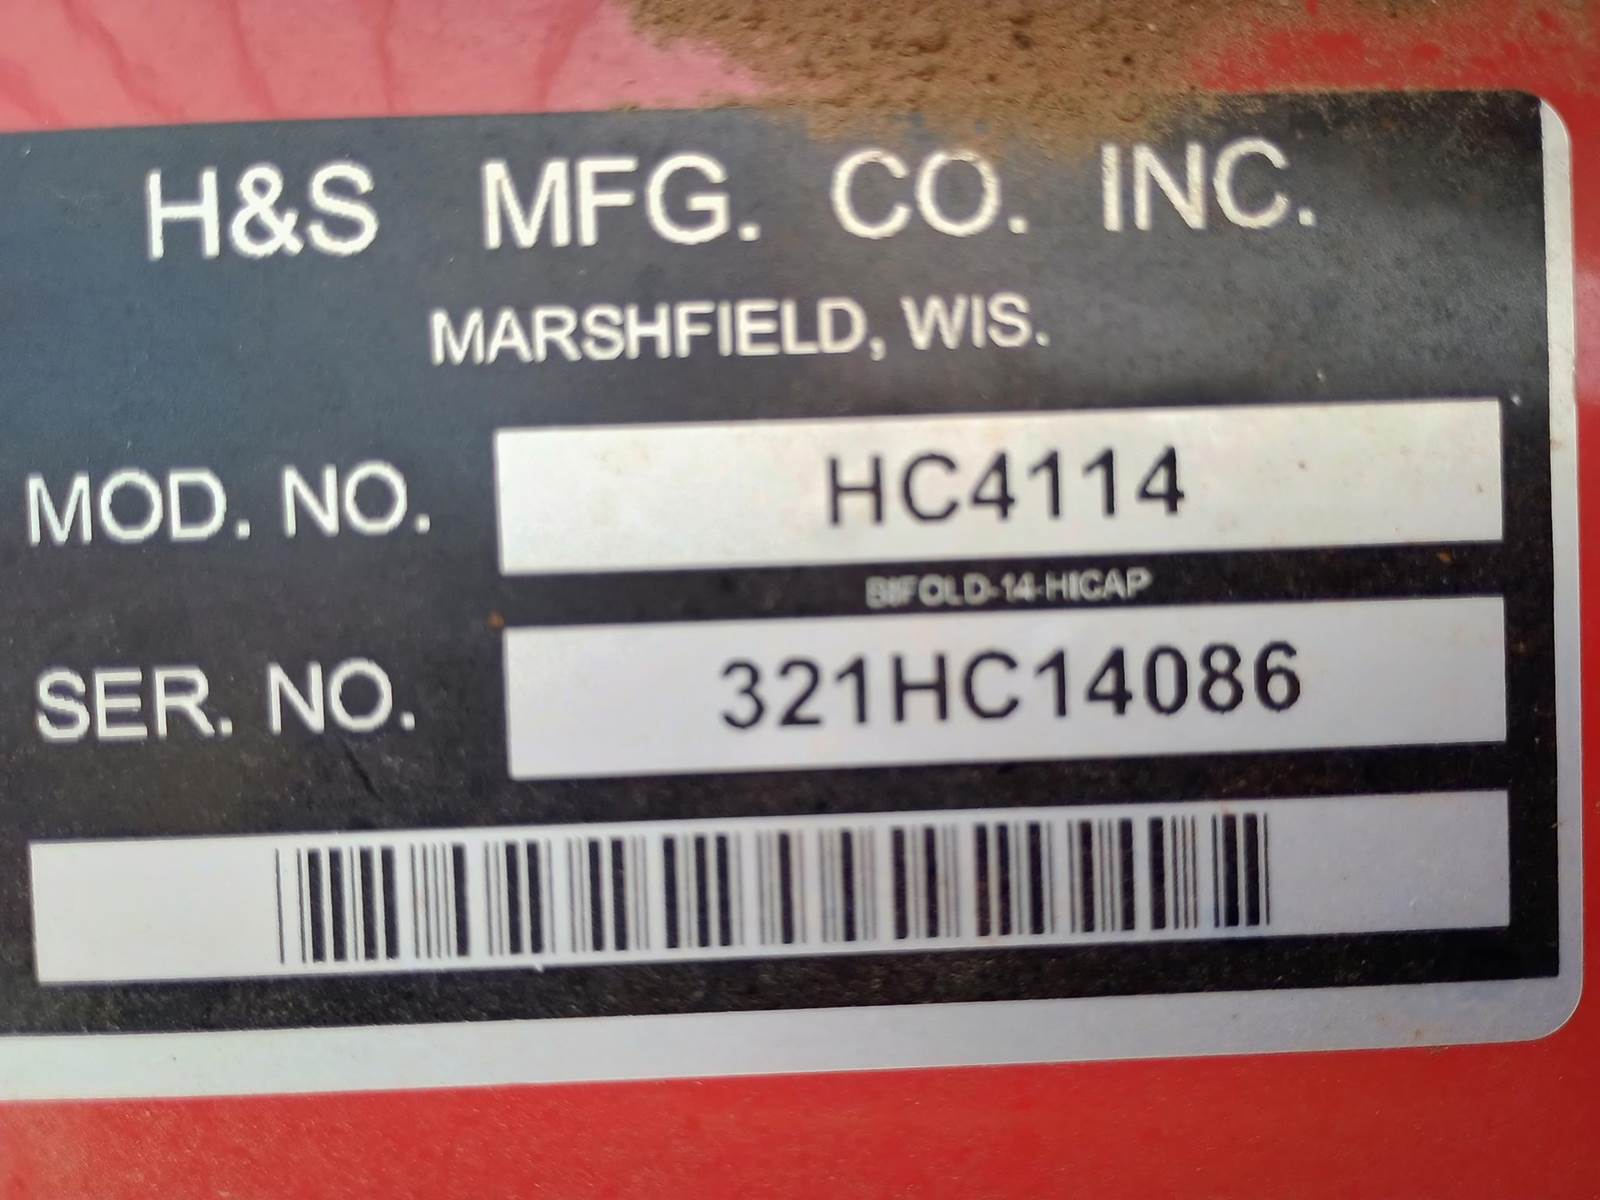 H&S MFG. CO. INC.
MARSHFIELD, WIS.
MOD. NO. HC4114
BIFOLD-14-HICAP
SER. NO. 321HC14086